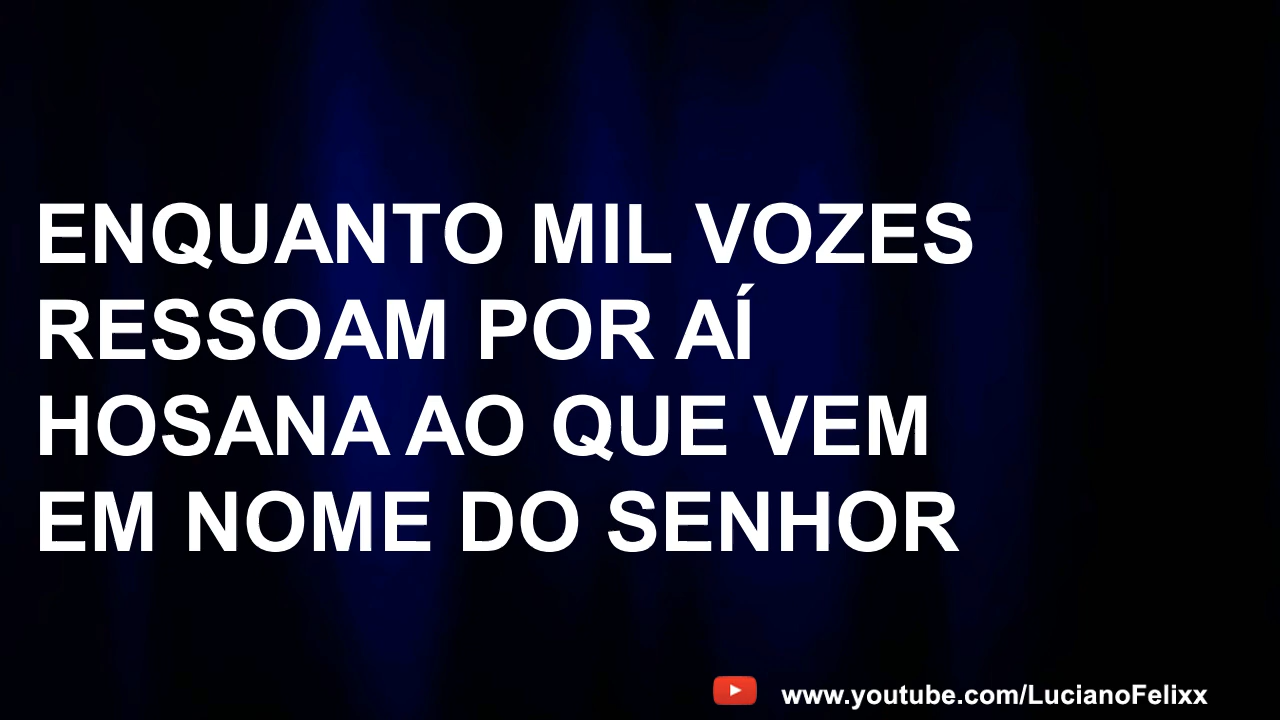 ENQUANTO MIL VOZES
RESSOAM POR AÍ
HOSANA AO QUE VEM
EM NOME DO SENHOR
www.youtube.com/LucianoFelixx